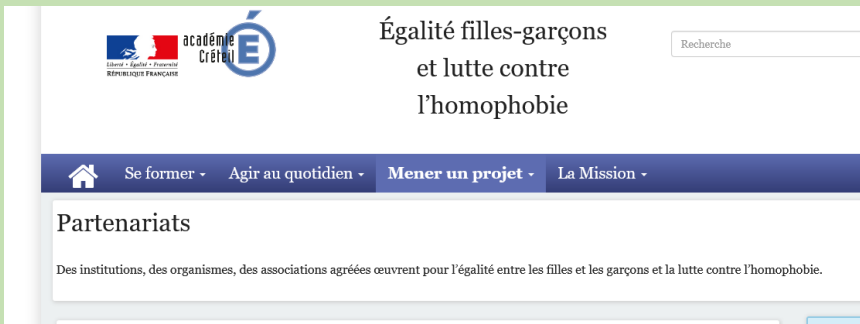 académie
Créteil
É
Liberté • Égalité • Fraternité
RÉPUBLIQUE FRANÇAISE
Égalité filles-garçons
et lutte contre
l'homophobie
Recherche
Se former
Agir au quotidien
Mener un projet
La Mission
Partenariats
Des institutions, des organismes, des associations agréées œuvrent pour l'égalité entre les filles et les garçons et la lutte contre l'homophobie.